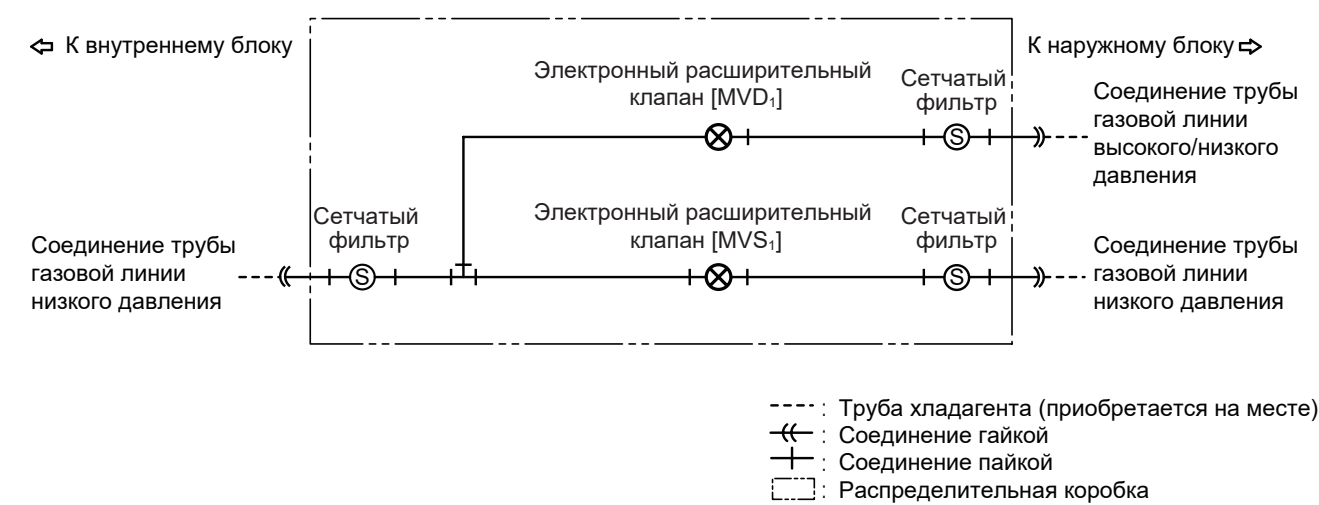 ⇦ К внутреннему блоку
К наружному блоку ⇨
Электронный расширительный
клапан [MVD₁]
Сетчатый
фильтр
Соединение трубы
газовой линии
высокого/низкого
давления
S
Сетчатый
фильтр
Электронный расширительный
клапан [MVS₁]
Сетчатый
фильтр
Соединение трубы
газовой линии
низкого давления
Соединение трубы
газовой линии
низкого давления
S
S
: Труба хладагента (приобретается на месте)
: Соединение гайкой
: Соединение пайкой
: Распределительная коробка